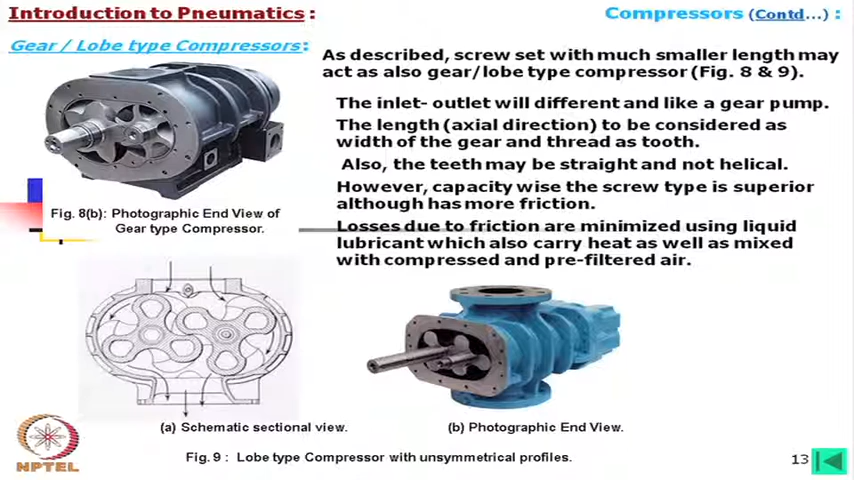 Introduction to Pneumatics :
Compressors (Contd...) :
Gear / Lobe type Compressors:
As described, screw set with much smaller length may
act as also gear/lobe type compressor (Fig. 8 & 9).
The inlet- outlet will different and like a gear pump.
The length (axial direction) to be considered as
width of the gear and thread as tooth.
Also, the teeth may be straight and not helical.
However, capacity wise the screw type is superior
although has more friction.
Losses due to friction are minimized using liquid
lubricant which also carry heat as well as mixed
with compressed and pre-filtered air.
Fig. 8(b): Photographic End View of
Gear type Compressor.
(a) Schematic sectional view.
(b) Photographic End View.
Fig. 9 : Lobe type Compressor with unsymmetrical profiles.
NPTEL
13